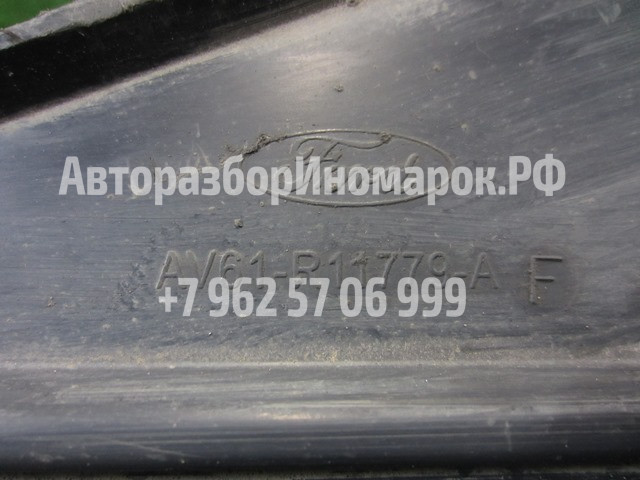 Ford
АвторазборИномарок.РФ
AV61-R11779-A F
+7 962 57 06 999